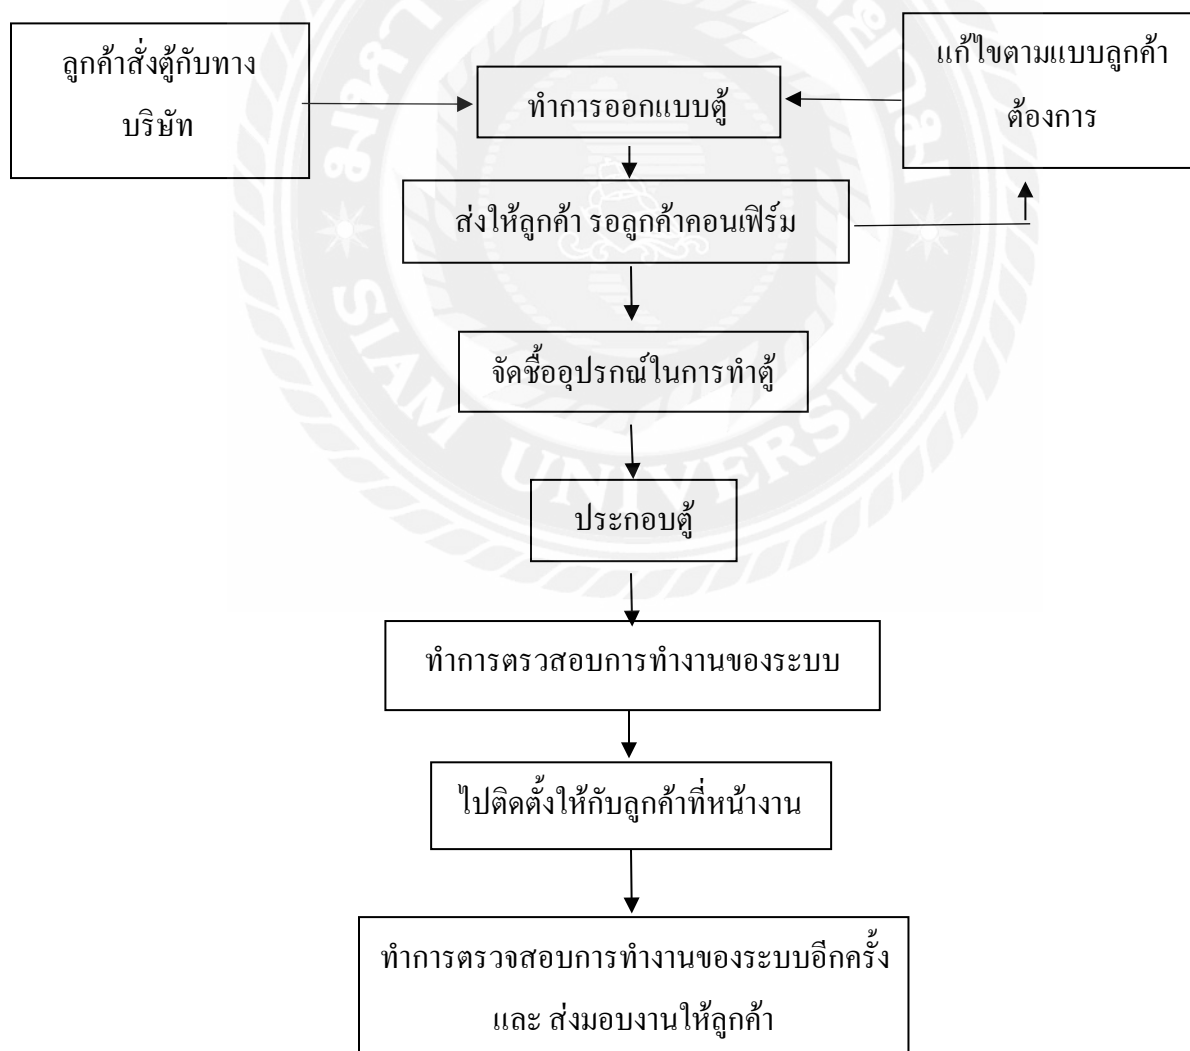 ลูกค้าสั่งตู้กับทาง
บริษัท
ทำการออกแบบตู้
แก้ไขตามแบบลูกค้า
ต้องการ
ส่งให้ลูกค้า รอลูกค้าคอนเฟิร์ม
จัดซื้ออุปรกณ์ในการทำตู้
ประกอบตู้
ทำการตรวสอบการทำงานของระบบ
ไปติดตั้งให้กับลูกค้าที่หน้างาน
ทำการตรวจสอบการทำงานของระบบอีกครั้ง
และ ส่งมอบงานให้ลูกค้า
SIAM UNIVERSITY